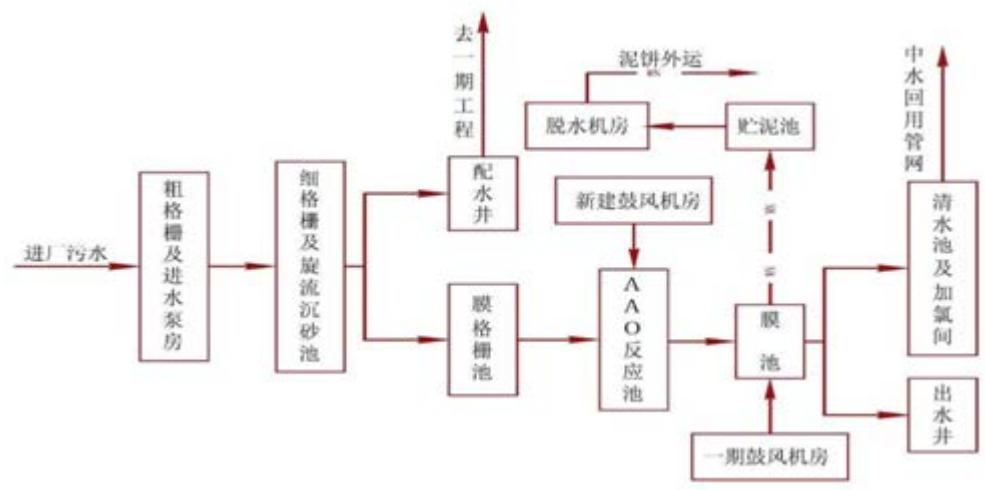 进厂污水
粗格栅及进水泵房
细格栅及旋流沉砂池
去一期工程
配水井
膜格栅池
新建鼓风机房
AAO反应池
泥饼外运
脱水机房
贮泥池
膜池
一期鼓风机房
中水回用管网
清水池及加氯间
出水井